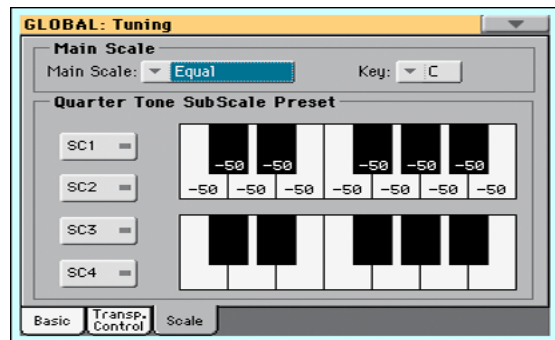 GLOBAL: Tuning
Main Scale
Main Scale: Equal Key: C
Quarter Tone SubScale Preset
SC1
-50 -50 -50 -50 -50
SC2
-50 -50 -50 -50 -50 -50 -50
SC3
SC4
Basic Transp. Control Scale